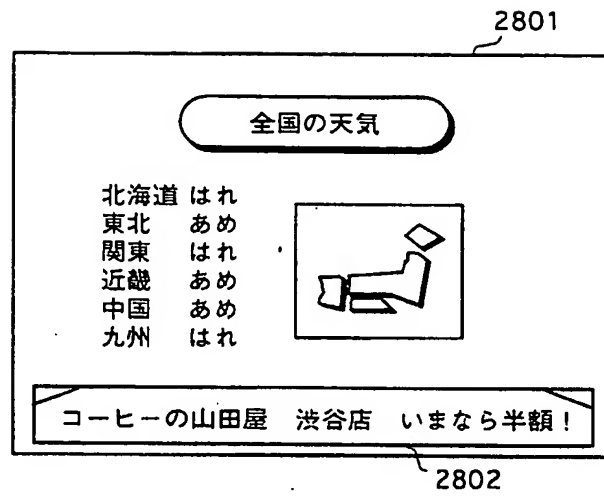 2801
全国の天気
北海道 はれ
東北 あめ
関東 はれ
近畿 あめ
中国 あめ
九州 はれ
コーヒーの山田屋 渋谷店 いまなら半額!
2802